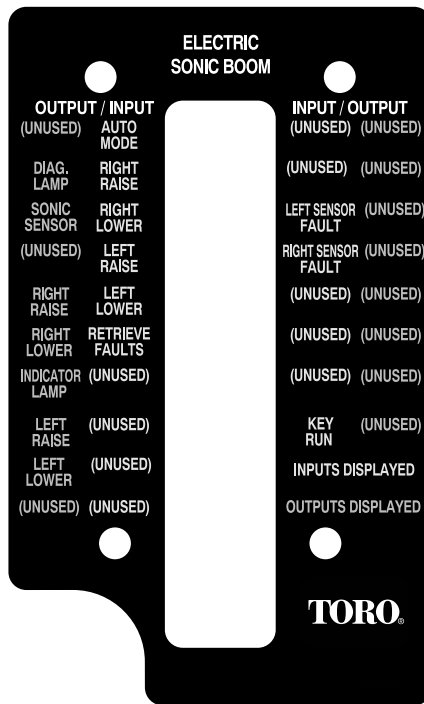 ELECTRIC
SONIC BOOM
OUTPUT / INPUT
(UNUSED) AUTO
MODE
DIAG. RIGHT
LAMP RAISE
SONIC RIGHT
SENSOR LOWER
(UNUSED) LEFT
RAISE
RIGHT LEFT
RAISE LOWER
RIGHT RETRIEVE
LOWER FAULTS
INDICATOR (UNUSED)
LAMP
LEFT (UNUSED)
RAISE
LEFT (UNUSED)
LOWER
(UNUSED) (UNUSED)
INPUT / OUTPUT
(UNUSED) (UNUSED)
(UNUSED) (UNUSED)
LEFT SENSOR (UNUSED)
FAULT
RIGHT SENSOR (UNUSED)
FAULT
(UNUSED) (UNUSED)
(UNUSED) (UNUSED)
(UNUSED) (UNUSED)
KEY (UNUSED)
RUN
INPUTS DISPLAYED
OUTPUTS DISPLAYED
TORO®